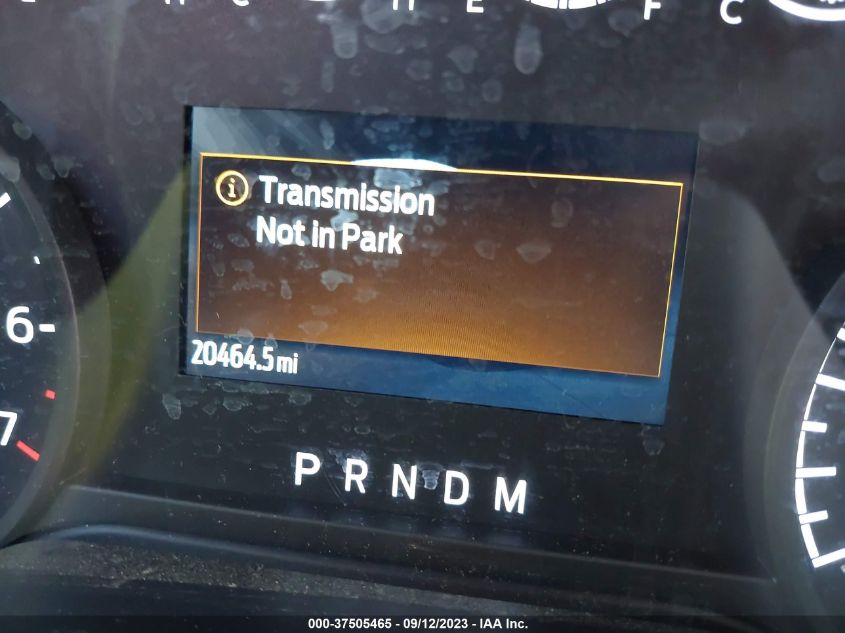 H E F C
Transmission
Not in Park
6
20464.5 mi
7
P R N D M
000-37505465 - 09/12/2023 - IAA Inc.